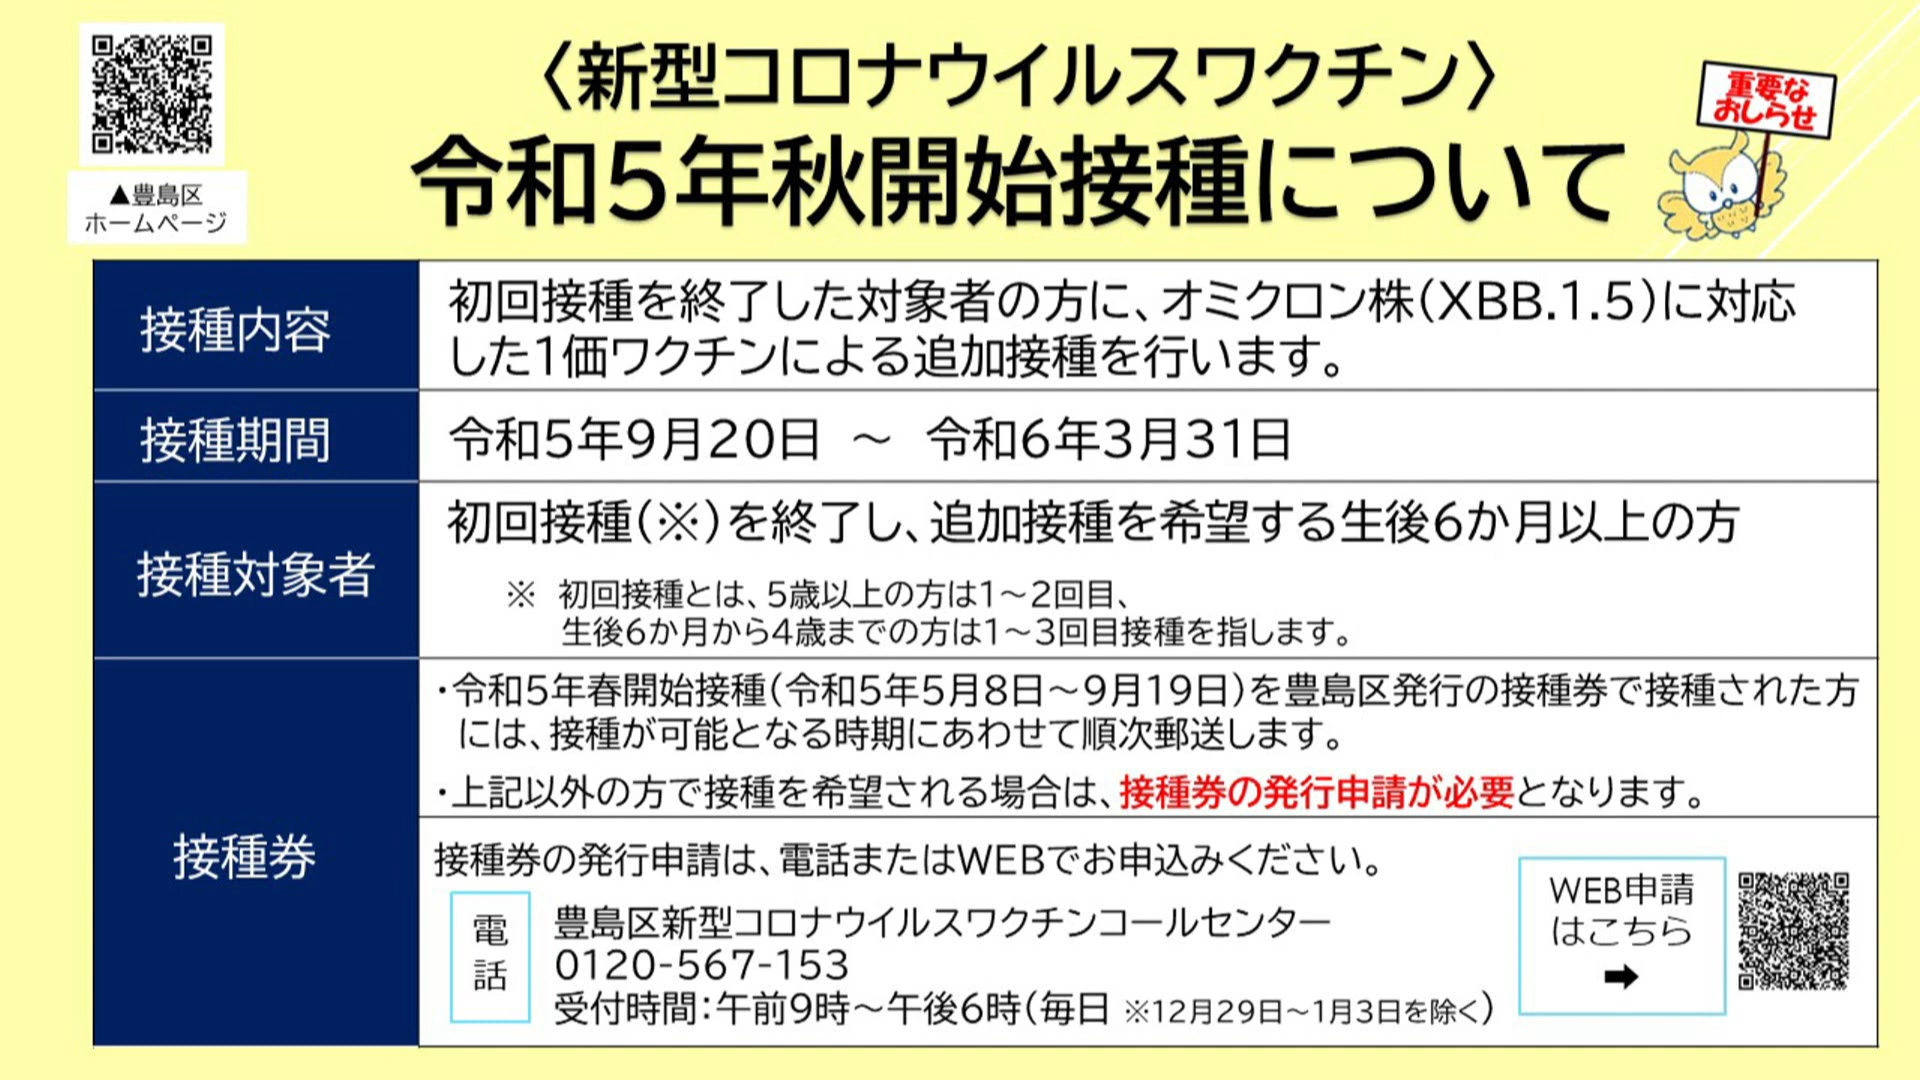 〈新型コロナウイルスワクチン〉
令和5年秋開始接種について
重要な
おしらせ
▲豊島区
ホームページ
接種内容
初回接種を終了した対象者の方に、オミクロン株(XBB.1.5)に対応
した1価ワクチンによる追加接種を行います。
接種期間
令和5年9月20日 ～ 令和6年3月31日
接種対象者
初回接種(※)を終了し、追加接種を希望する生後6か月以上の方
※ 初回接種とは、5歳以上の方は1～2回目、
生後6か月から4歳までの方は1～3回目接種を指します。
接種券
・令和5年春開始接種(令和5年5月8日～9月19日)を豊島区発行の接種券で接種された方
には、接種が可能となる時期にあわせて順次郵送します。
・上記以外の方で接種を希望される場合は、接種券の発行申請が必要となります。
接種券の発行申請は、電話またはWEBでお申込みください。
電話
豊島区新型コロナウイルスワクチンコールセンター
0120-567-153
受付時間：午前9時～午後6時(毎日 ※12月29日～1月3日を除く)
WEB申請
はこちら
➡